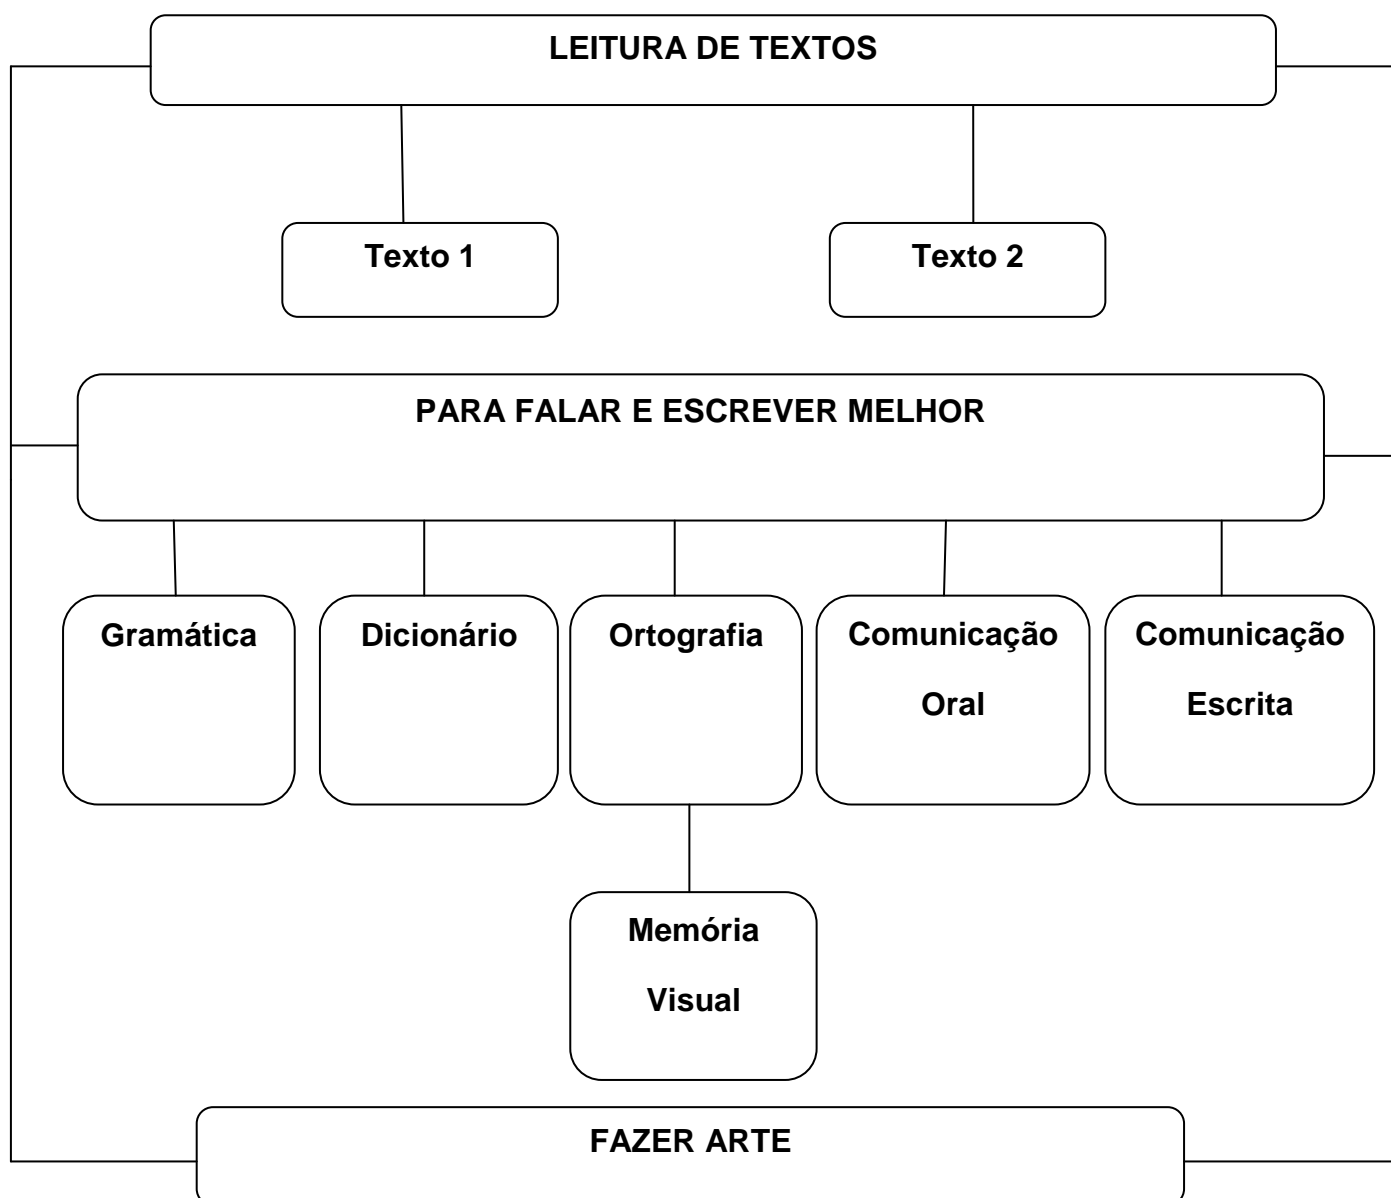 LEITURA DE TEXTOS
Texto 1
Texto 2
PARA FALAR E ESCREVER MELHOR
Gramática
Dicionário
Ortografia
Comunicação
Oral
Comunicação
Escrita
Memória
Visual
FAZER ARTE